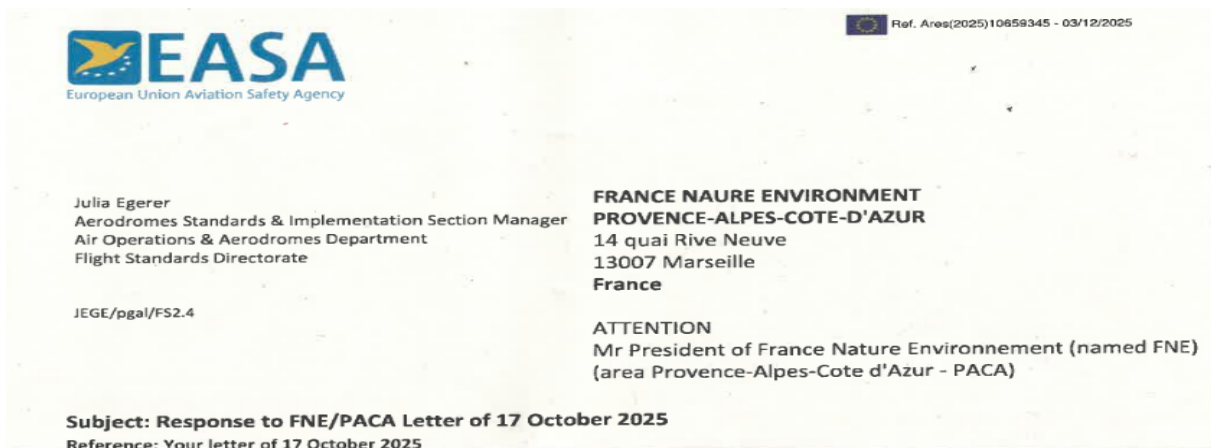 Ref. Ares(2025)10659345 - 03/12/2025
EASA
European Union Aviation Safety Agency
Julia Egerer
Aerodromes Standards & Implementation Section Manager
Air Operations & Aerodromes Department
Flight Standards Directorate
JEGE/pgal/FS2.4
FRANCE NAURE ENVIRONMENT
PROVENCE-ALPES-COTE-D'AZUR
14 quai Rive Neuve
13007 Marseille
France
ATTENTION
Mr President of France Nature Environnement (named FNE)
(area Provence-Alpes-Cote d'Azur - PACA)
Subject: Response to FNE/PACA Letter of 17 October 2025
Reference: Your letter of 17 October 2025